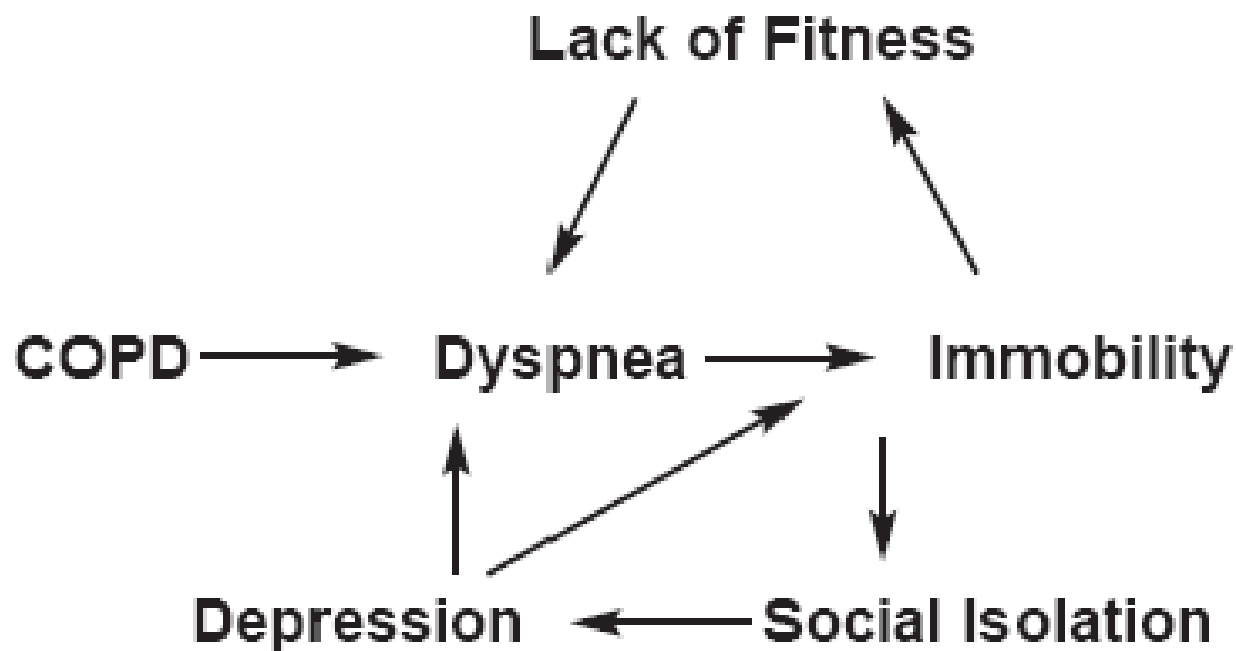 Lack of Fitness
COPD Dyspnea Immobility
Depression Social Isolation